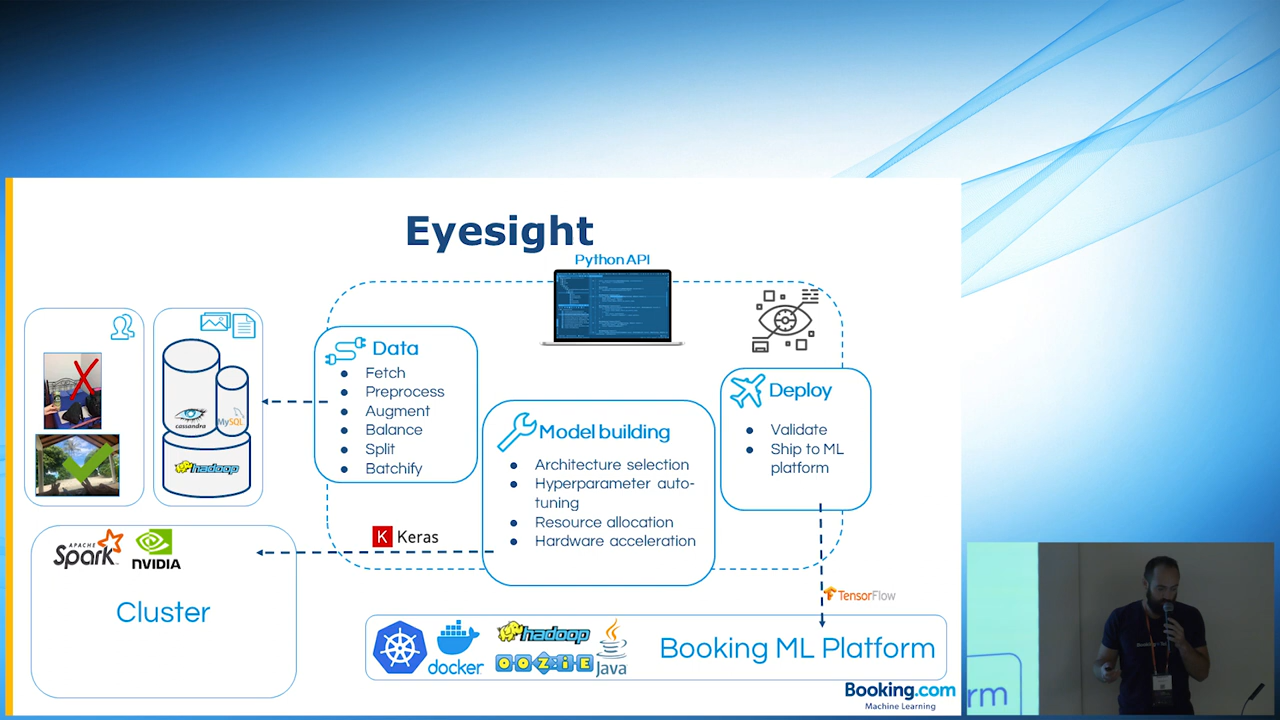 Eyesight
Python API
Data
Fetch
Preprocess
Augment
Balance
Split
Batchify
cassandra
MySQL
hadoop
Model building
Architecture selection
Hyperparameter auto-
tuning
Resource allocation
Hardware acceleration
Deploy
Validate
Ship to ML
platform
K Keras
APACHE
Spark
NVIDIA
Cluster
TensorFlow
docker
hadoop
OOZIE
Java
Booking ML Platform
Booking.com
Machine Learning
rm